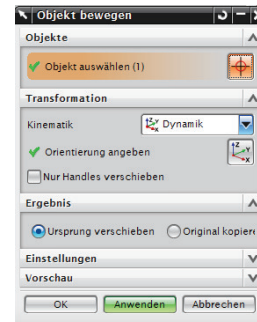 Objekt bewegen
Objekte
Objekt auswählen (1)
Transformation
Kinematik Dynamik
Orientierung angeben
Nur Handles verschieben
Ergebnis
Ursprung verschieben Original kopiere
Einstellungen
Vorschau
OK Anwenden Abbrechen